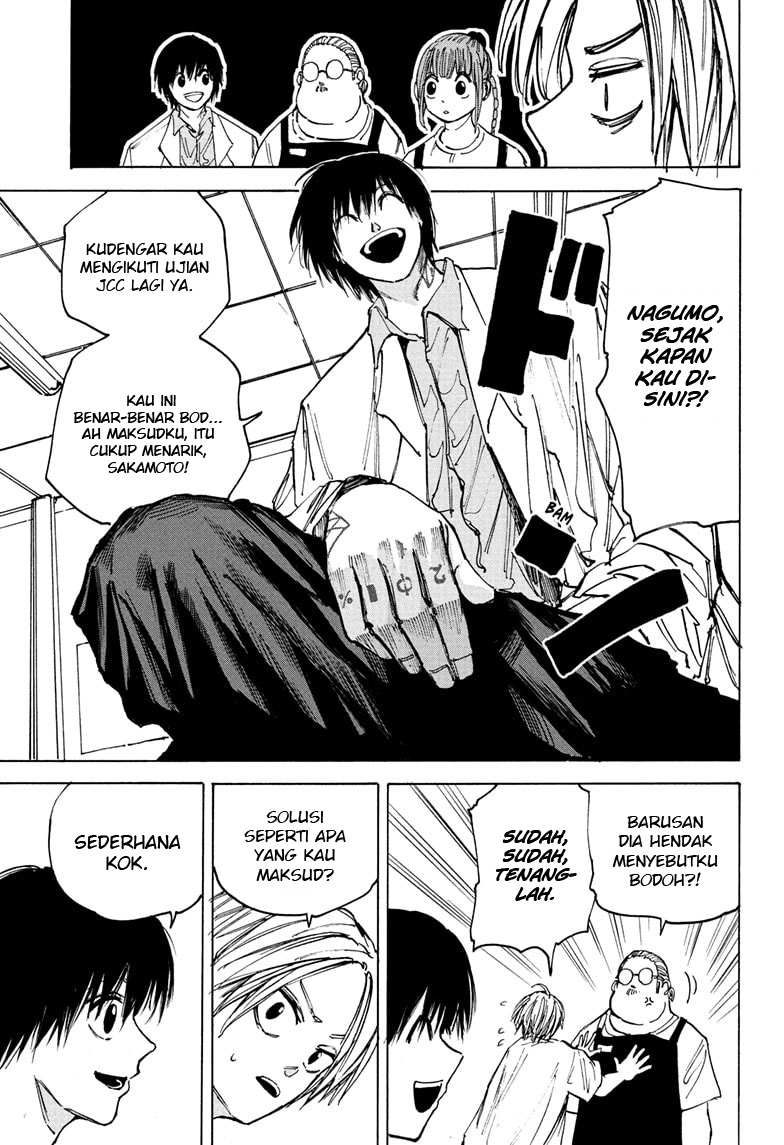 NAGUMO,
SEJAK
KAPAN
KAU DI-
SINI?!
ド
KUDENGAR KAU
MENGIKUTI UJIAN
JCC LAGI YA.
KAU INI
BENAR-BENAR BOD...
AH MAKSUDKU, ITU
CUKUP MENARIK,
SAKAMOTO!
BAM
%
Φ
2
BARUSAN
DIA HENDAK
MENYEBUTKU
BODOH?!
SUDAH,
SUDAH,
TENANG-
LAH.
SOLUSI
SEPERTI APA
YANG KAU
MAKSUD?
SEDERHANA
KOK.